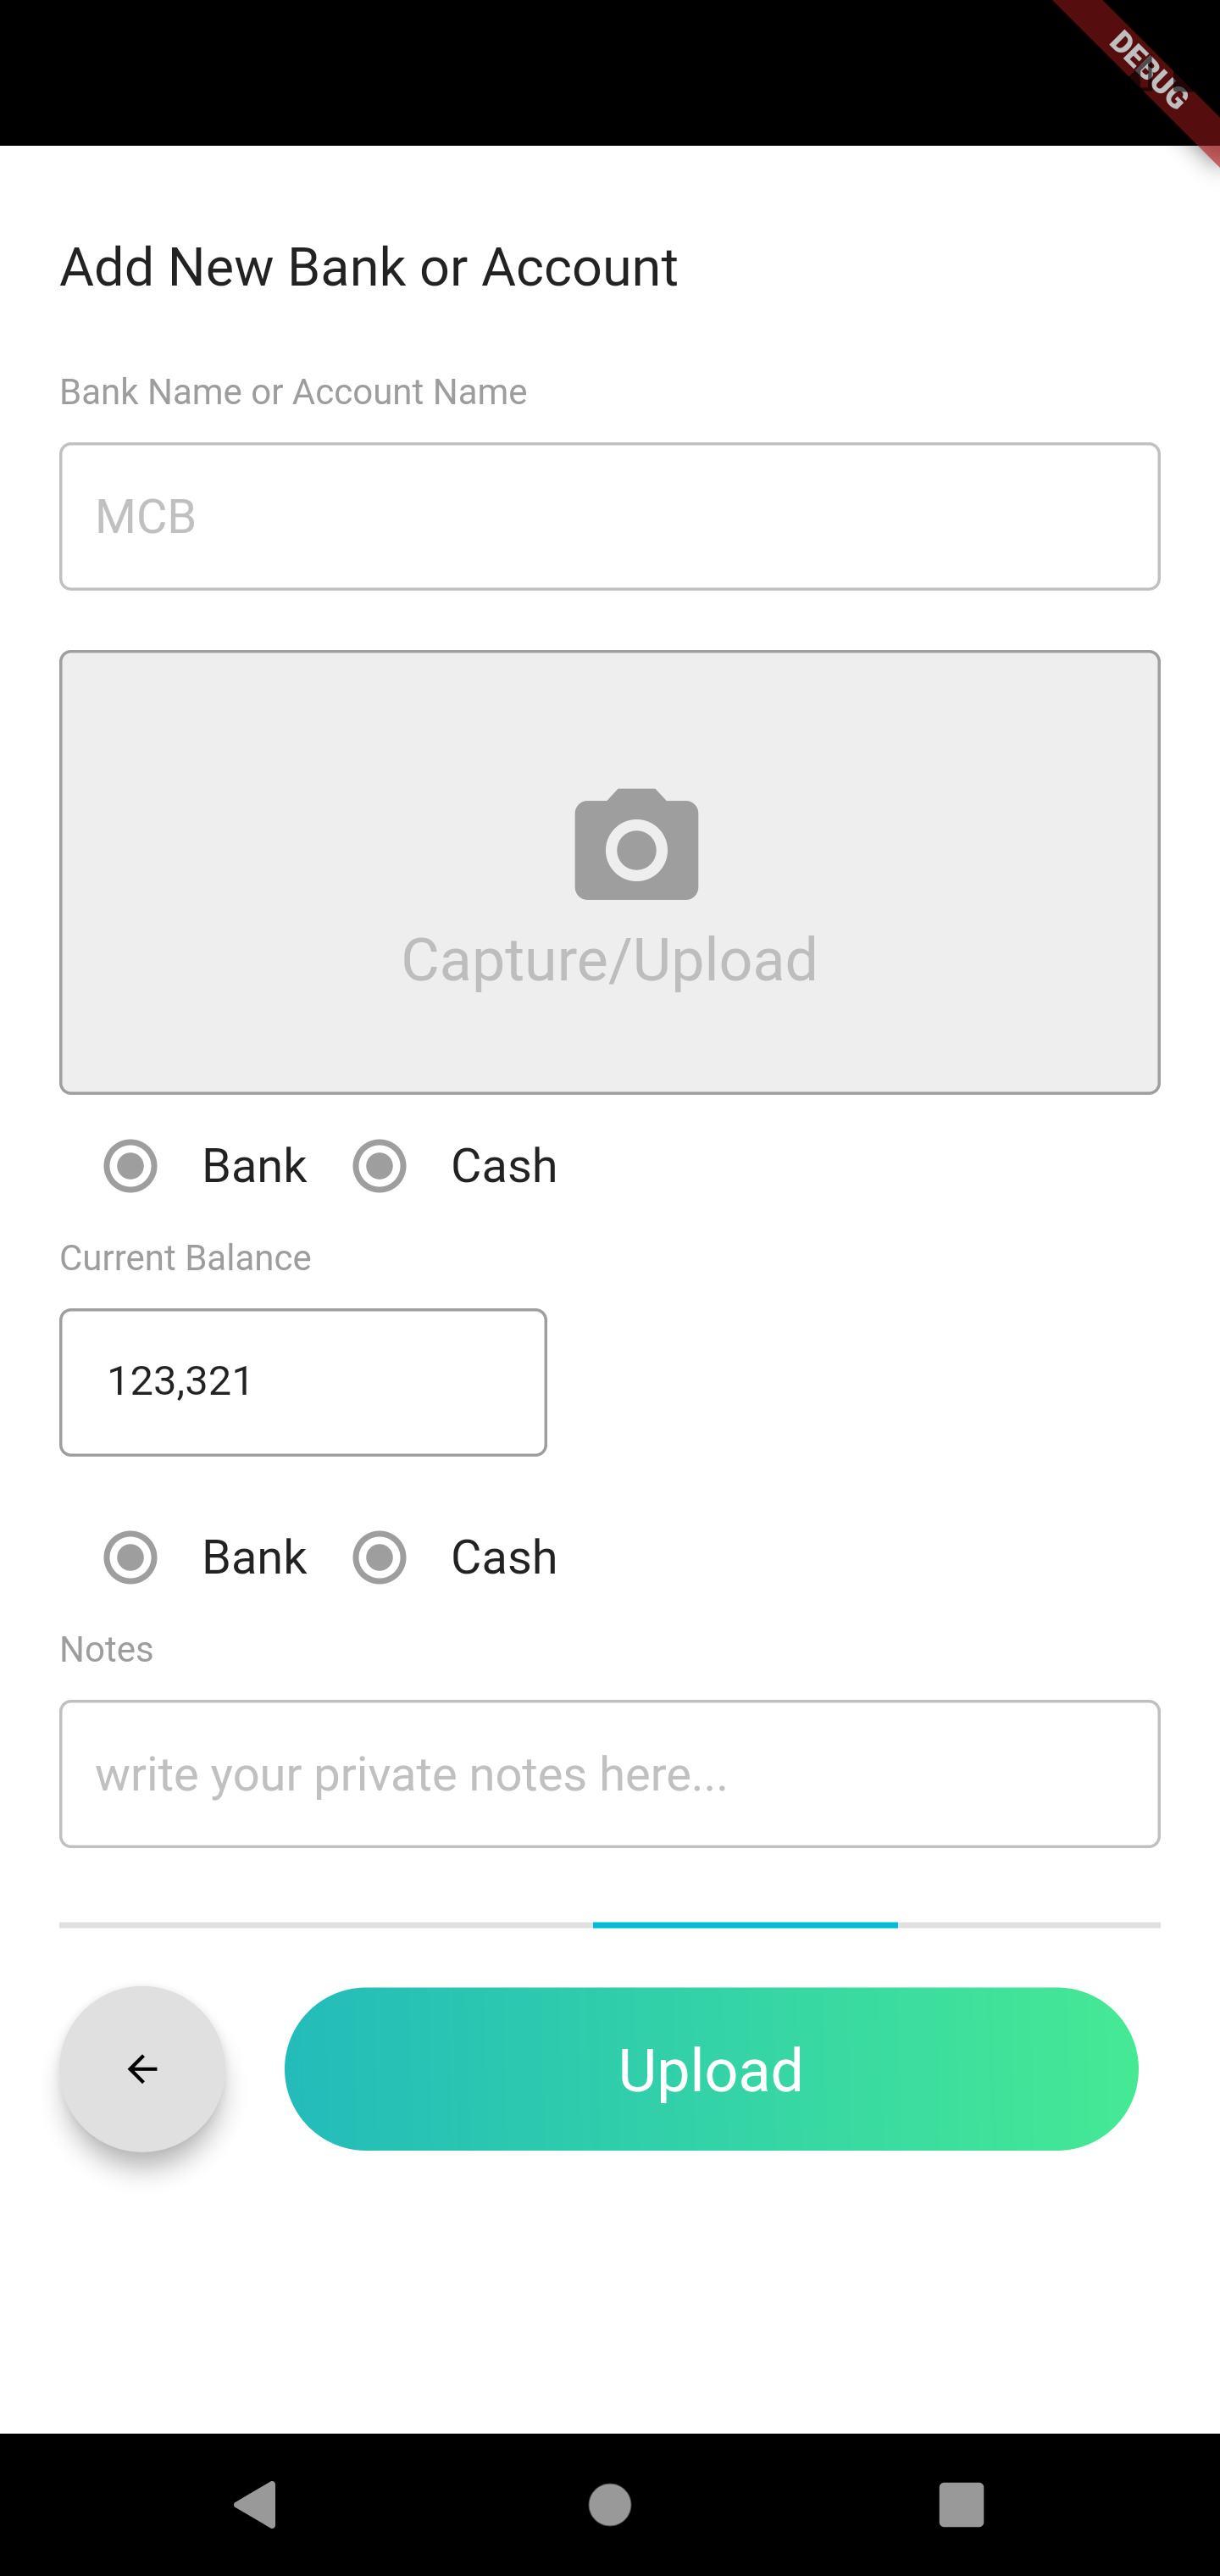 DEBUG
Add New Bank or Account
Bank Name or Account Name
MCB
Capture/Upload
Bank Cash
Current Balance
123,321
Bank Cash
Notes
write your private notes here...
Upload